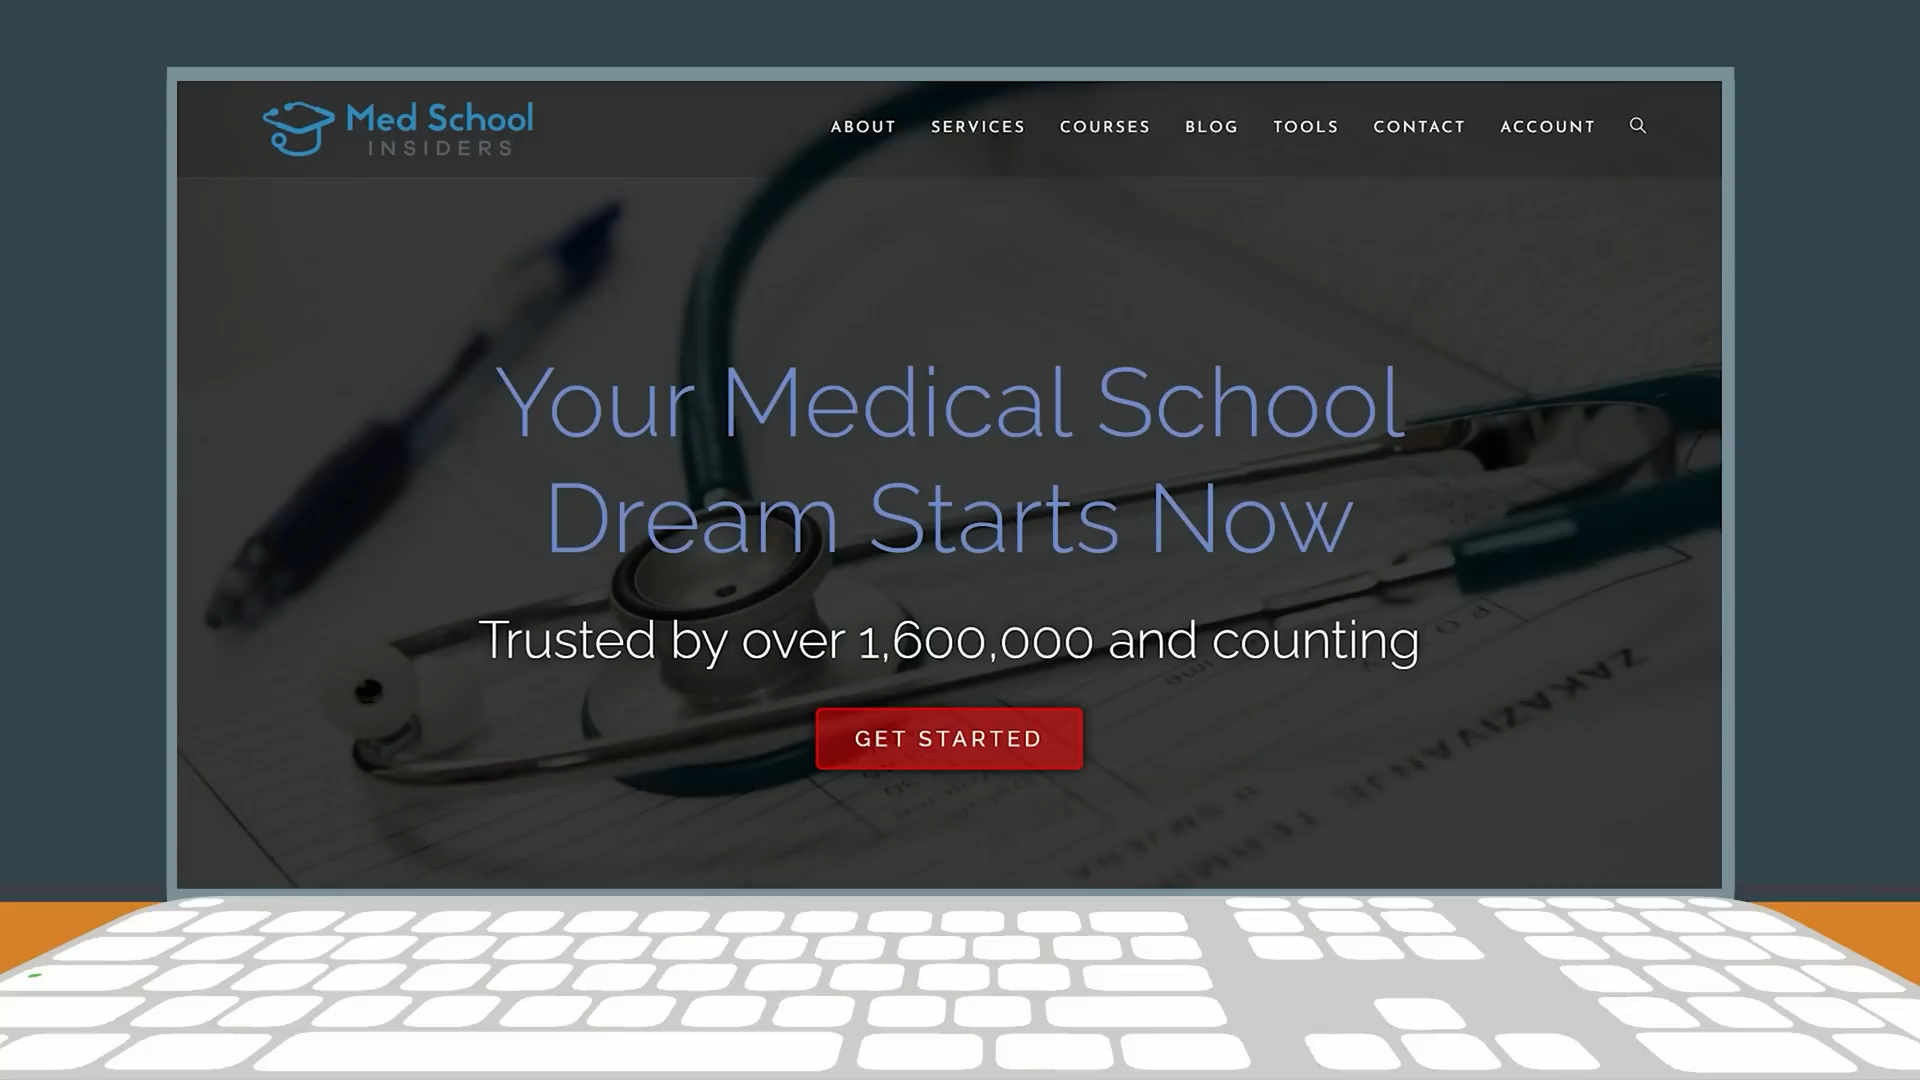 Med School
INSIDERS
ABOUT SERVICES COURSES BLOG TOOLS CONTACT ACCOUNT
Your Medical School
Dream Starts Now
Trusted by over 1,600,000 and counting
GET STARTED
ZAKAZIVANJE